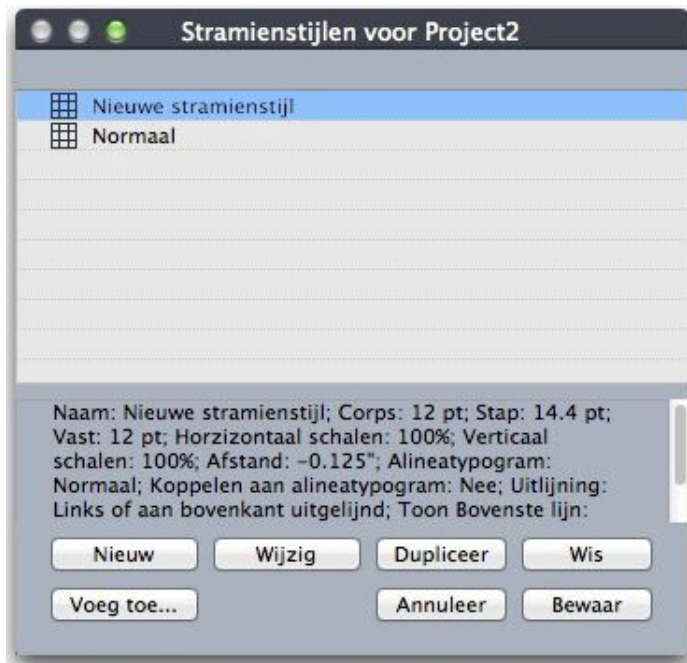 Stramienstijlen voor Project2
Nieuwe stramienstijl
Normaal
Naam: Nieuwe stramienstijl; Corps: 12 pt; Stap: 14.4 pt;
Vast: 12 pt; Horzizontaal schalen: 100%; Verticaal
schalen: 100%; Afstand: -0.125"; Alineatypogram:
Normaal; Koppelen aan alineatypogram: Nee; Uitlijning:
Links of aan bovenkant uitgelijnd; Toon Bovenste lijn:
Nieuw Wijzig Dupliceer Wis
Voeg toe... Annuleer Bewaar